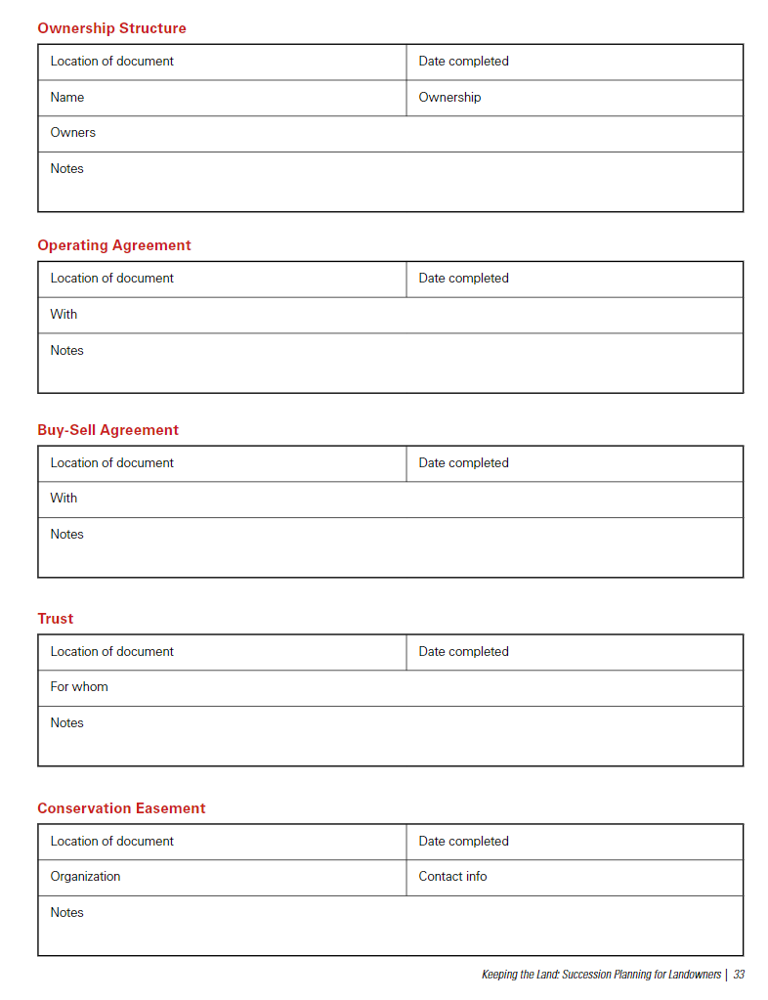 Ownership Structure
Location of document Date completed
Name Ownership
Owners
Notes
Operating Agreement
Location of document Date completed
With
Notes
Buy-Sell Agreement
Location of document Date completed
With
Notes
Trust
Location of document Date completed
For whom
Notes
Conservation Easement
Location of document Date completed
Organization Contact info
Notes
Keeping the Land: Succession Planning for Landowners | 33